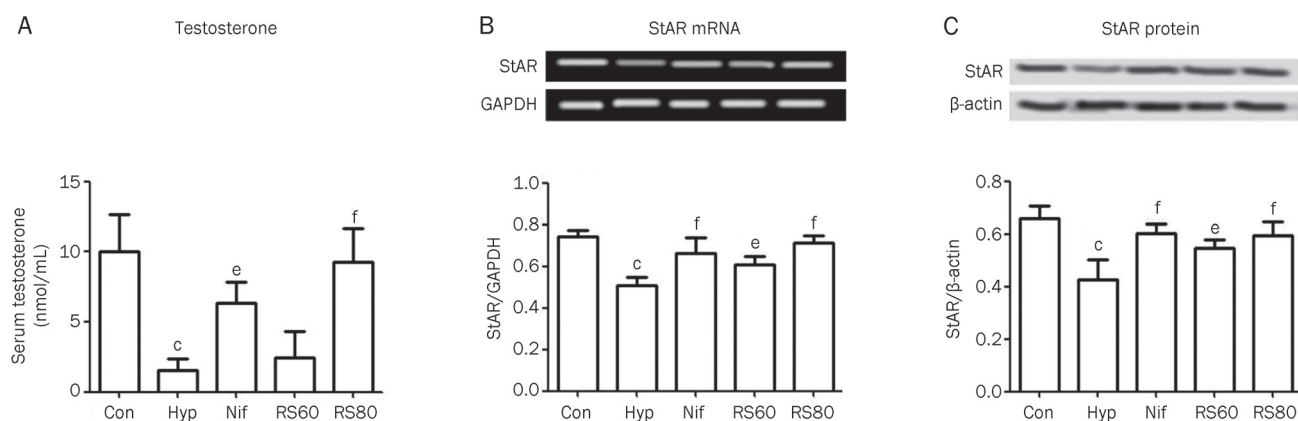 A
Testosterone
Serum testosterone
(nmol/mL)
15
10
5
0
c
e
f
Con Hyp Nif RS60 RS80
B
StAR mRNA
StAR
GAPDH
StAR/GAPDH
1.0
0.8
0.6
0.4
0.2
0.0
c
f
e
f
Con Hyp Nif RS60 RS80
C
StAR protein
StAR
β-actin
StAR/β-actin
0.8
0.6
0.4
0.2
0.0
c
f
e
f
Con Hyp Nif RS60 RS80